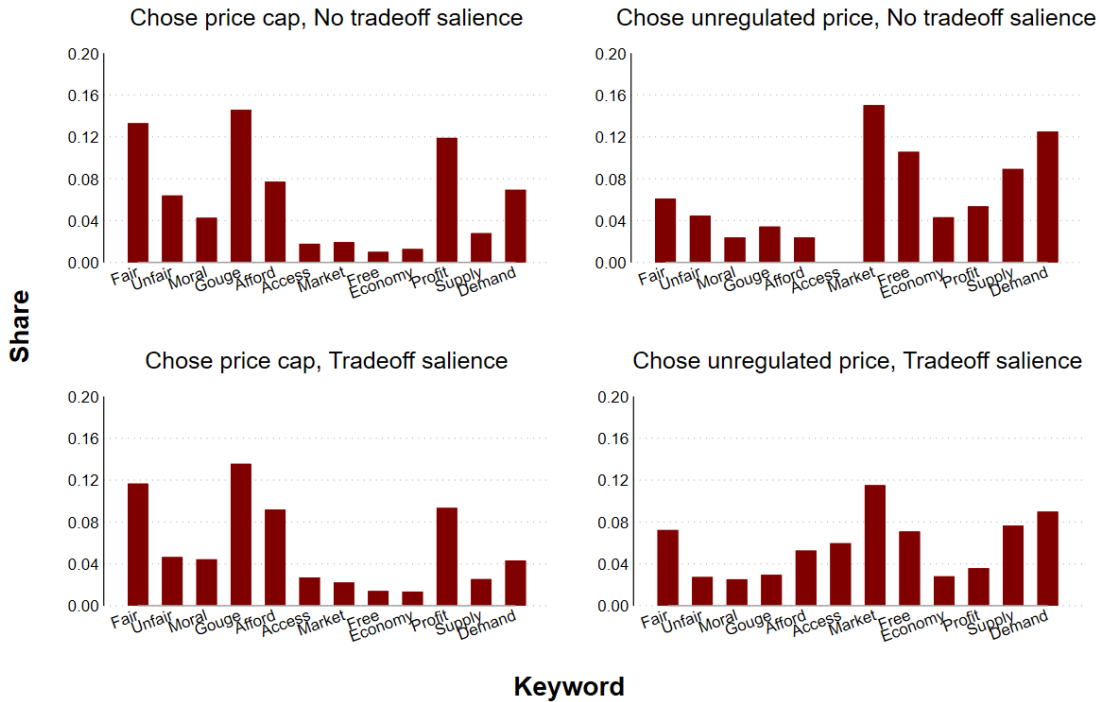 Chose price cap, No tradeoff salience
0.20
0.16
0.12
0.08
0.04
0.00
Fair Unfair Moral Gouge Afford Access Market Free Economy Profit Supply Demand
Chose unregulated price, No tradeoff salience
0.20
0.16
0.12
0.08
0.04
0.00
Fair Unfair Moral Gouge Afford Access Market Free Economy Profit Supply Demand
Share
Chose price cap, Tradeoff salience
0.20
0.16
0.12
0.08
0.04
0.00
Fair Unfair Moral Gouge Afford Access Market Free Economy Profit Supply Demand
Chose unregulated price, Tradeoff salience
0.20
0.16
0.12
0.08
0.04
0.00
Fair Unfair Moral Gouge Afford Access Market Free Economy Profit Supply Demand
Keyword